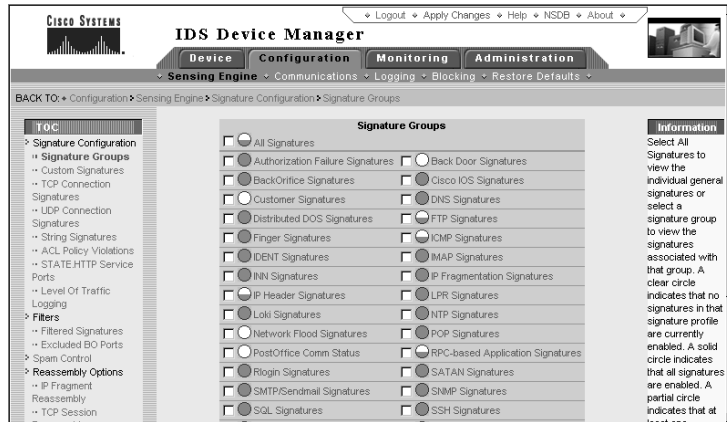 CISCO SYSTEMS
Logout Apply Changes Help NSDB About
IDS Device Manager
Device Configuration Monitoring Administration
Sensing Engine Communications Logging Blocking Restore Defaults
BACK TO: Configuration Sensing Engine Signature Configuration Signature Groups
TOC
Signature Configuration
Signature Groups
Custom Signatures
TCP Connection
Signatures
UDP Connection
Signatures
String Signatures
ACL Policy Violations
STATE.HTTP Service
Ports
Level Of Traffic
Logging
Filters
Filtered Signatures
Excluded BO Ports
Spam Control
Reassembly Options
IP Fragment
Reassembly
TCP Session
Signature Groups
All Signatures
Authorization Failure Signatures Back Door Signatures
BackOrifice Signatures Cisco IOS Signatures
Customer Signatures DNS Signatures
Distributed DOS Signatures FTP Signatures
Finger Signatures ICMP Signatures
IDENT Signatures IMAP Signatures
INN Signatures IP Fragmentation Signatures
IP Header Signatures LPR Signatures
Loki Signatures NTP Signatures
Network Flood Signatures POP Signatures
PostOffice Comm Status RPC-based Application Signatures
Rlogin Signatures SATAN Signatures
SMTP/Sendmail Signatures SNMP Signatures
SQL Signatures SSH Signatures
Information
Select All
Signatures to
view the
individual general
signatures or
select a
signature group
to view the
signatures
associated with
that group. A
clear circle
indicates that no
signatures in that
signature profile
are currently
enabled. A solid
circle indicates
that all signatures
are enabled. A
partial circle
indicates that at